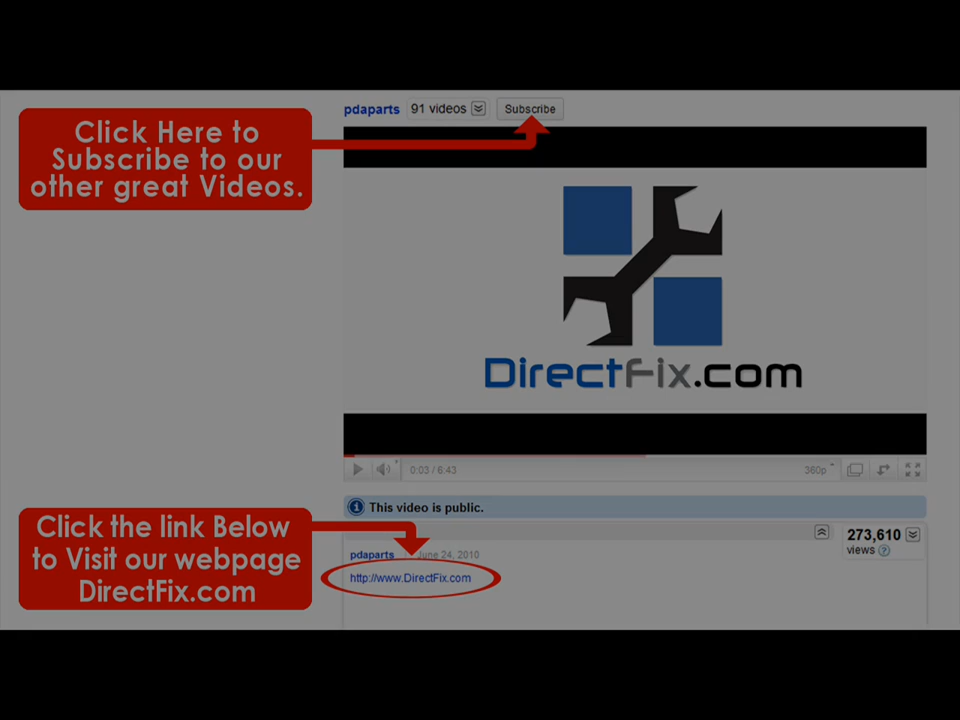 pdaparts 91 videos Subscribe
Click Here to
Subscribe to our
other great Videos.
DirectFix.com
0:03 / 6:43 360p
This video is public.
Click the link Below
to Visit our webpage
DirectFix.com
273,610
views ?
pdaparts June 24, 2010
http://www.DirectFix.com